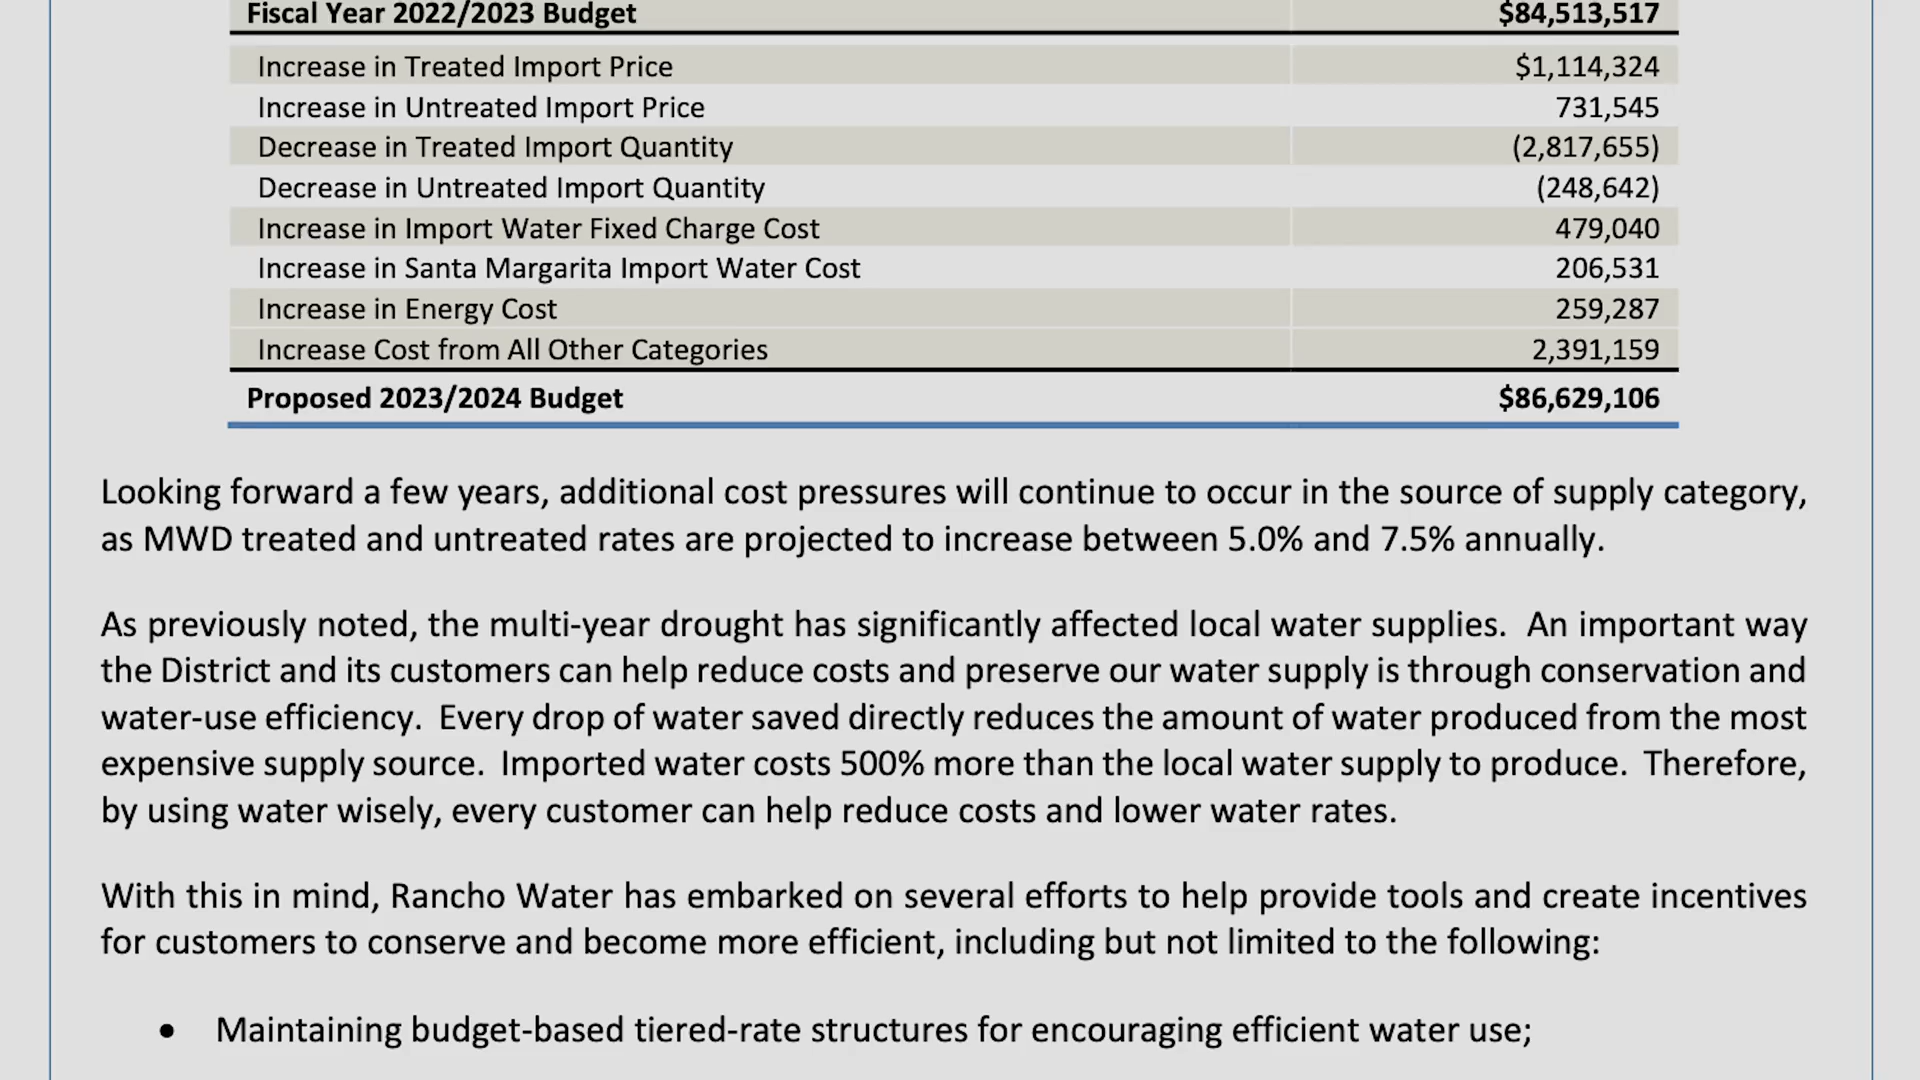 Fiscal Year 2022/2023 Budget $84,513,517
Increase in Treated Import Price $1,114,324
Increase in Untreated Import Price 731,545
Decrease in Treated Import Quantity (2,817,655)
Decrease in Untreated Import Quantity (248,642)
Increase in Import Water Fixed Charge Cost 479,040
Increase in Santa Margarita Import Water Cost 206,531
Increase in Energy Cost 259,287
Increase Cost from All Other Categories 2,391,159
Proposed 2023/2024 Budget $86,629,106
Looking forward a few years, additional cost pressures will continue to occur in the source of supply category,
as MWD treated and untreated rates are projected to increase between 5.0% and 7.5% annually.
As previously noted, the multi-year drought has significantly affected local water supplies. An important way
the District and its customers can help reduce costs and preserve our water supply is through conservation and
water-use efficiency. Every drop of water saved directly reduces the amount of water produced from the most
expensive supply source. Imported water costs 500% more than the local water supply to produce. Therefore,
by using water wisely, every customer can help reduce costs and lower water rates.
With this in mind, Rancho Water has embarked on several efforts to help provide tools and create incentives
for customers to conserve and become more efficient, including but not limited to the following:
• Maintaining budget-based tiered-rate structures for encouraging efficient water use;